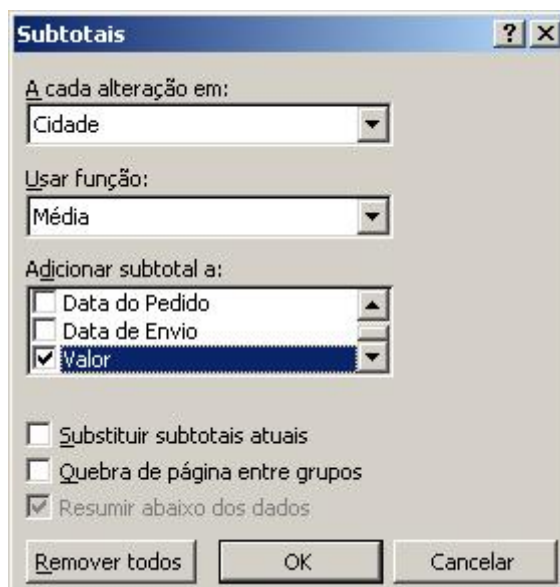 Subtotais
A cada alteração em:
Cidade
Usar função:
Média
Adicionar subtotal a:
Data do Pedido
Data de Envio
Valor
Substituir subtotais atuais
Quebra de página entre grupos
Resumir abaixo dos dados
Remover todos OK Cancelar